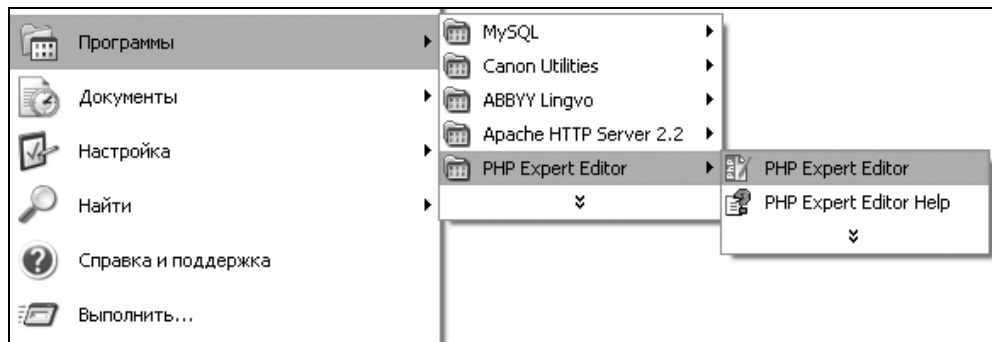 Программы
Документы
Настройка
Найти
Справка и поддержка
Выполнить...
MySQL
Canon Utilities
ABBYY Lingvo
Apache HTTP Server 2.2
PHP Expert Editor
PHP Expert Editor
PHP Expert Editor Help